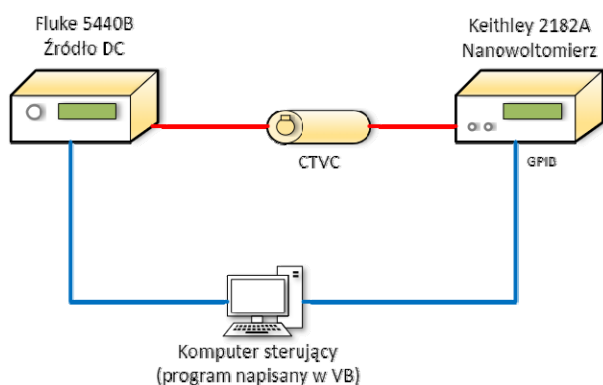 Fluke 5440B
Źródło DC
Keithley 2182A
Nanowoltomierz
CTVC
GPIB
Komputer sterujący
(program napisany w VB)